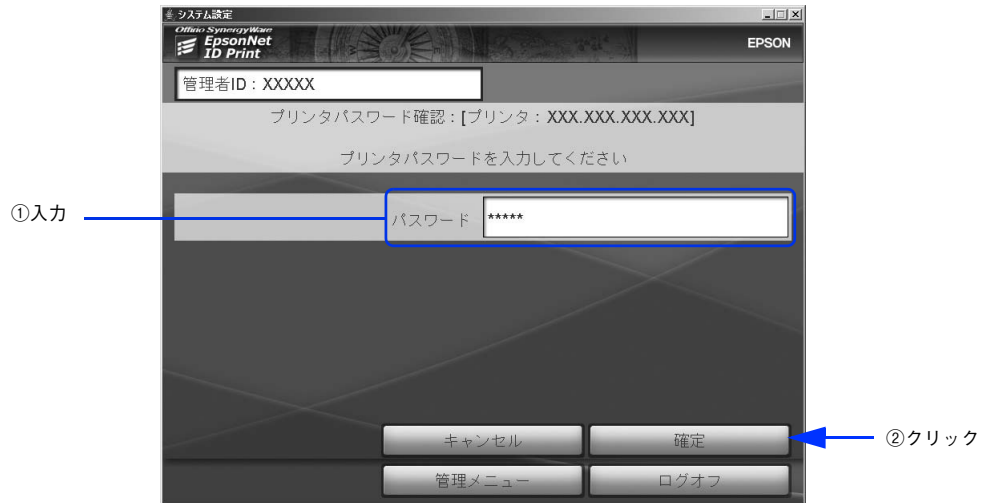 システム設定
Offirio SynergyWare
EpsonNet
ID Print
EPSON
管理者ID：XXXXX
プリンタパスワード確認：[プリンタ：XXX.XXX.XXX.XXX]
プリンタパスワードを入力してください
①入力
パスワード *****
キャンセル 確定
②クリック
管理メニュー ログオフ